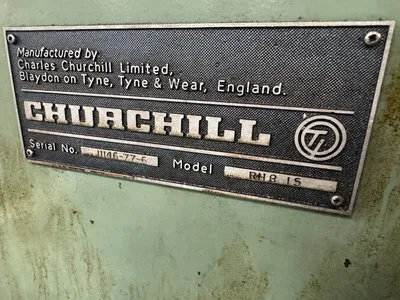 Manufactured by
Charles Churchill Limited,
Blaydon on Tyne, Tyne & Wear, England.
CHURCHILL
Serial No. 11146-77-6
Model RH8 15